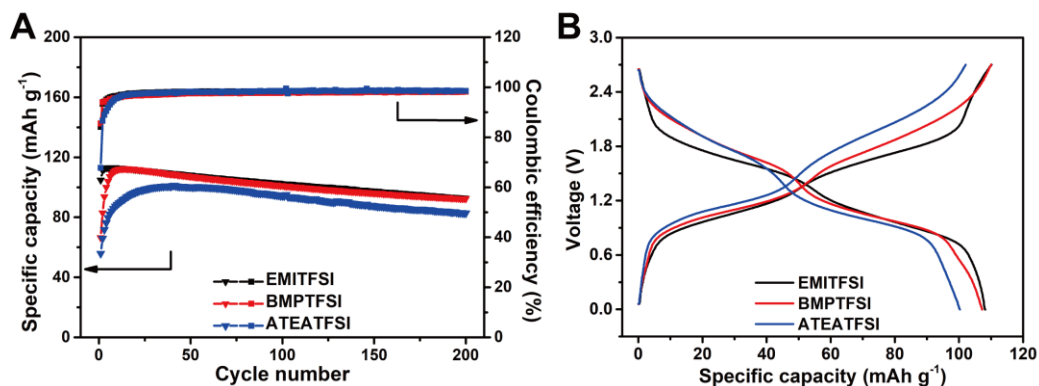 A
Specific capacity (mAh g⁻¹)
200
160
120
80
40
0
120
100
80
60
40
20
0
Coulombic efficiency (%)
EMITFSI
BMPTFSI
ATEATFSI
0
50
100
150
200
Cycle number
B
Voltage (V)
3.0
2.4
1.8
1.2
0.6
0.0
EMITFSI
BMPTFSI
ATEATFSI
0
20
40
60
80
100
120
Specific capacity (mAh g⁻¹)